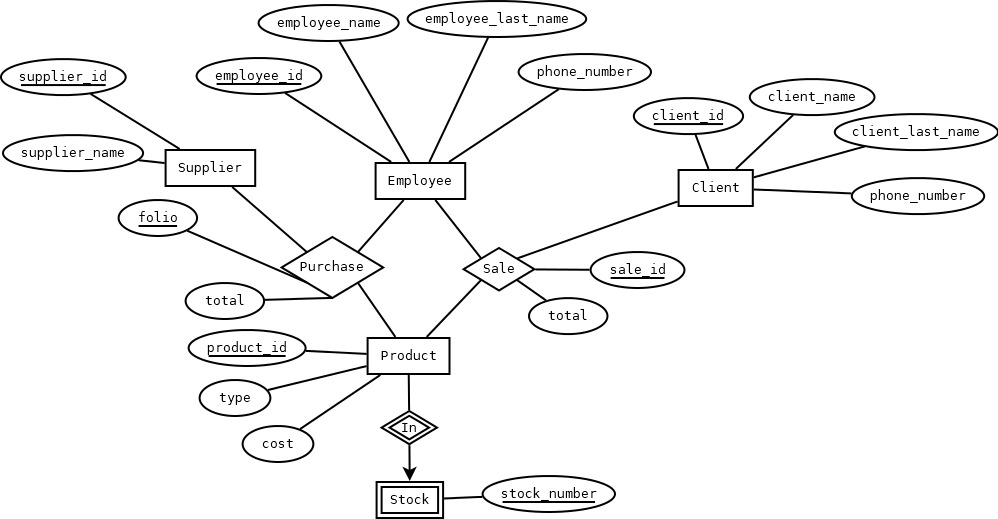 employee_name
employee_last_name
supplier_id
employee_id
phone_number
client_id
client_name
client_last_name
supplier_name
Supplier
Employee
Client
phone_number
folio
Purchase
Sale
sale_id
total
total
product_id
Product
type
cost
In
Stock
stock_number